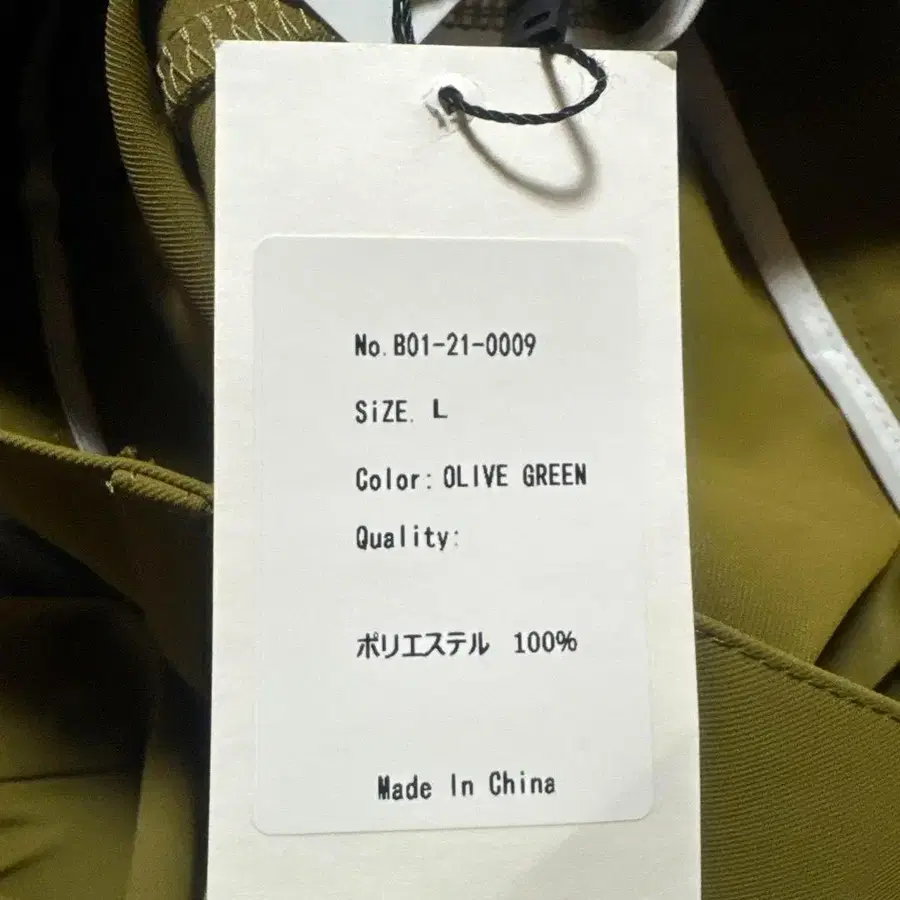 No.B01-21-0009
SiZE. L
Color: OLIVE GREEN
Quality:
ポリエステル 100%
Made In China